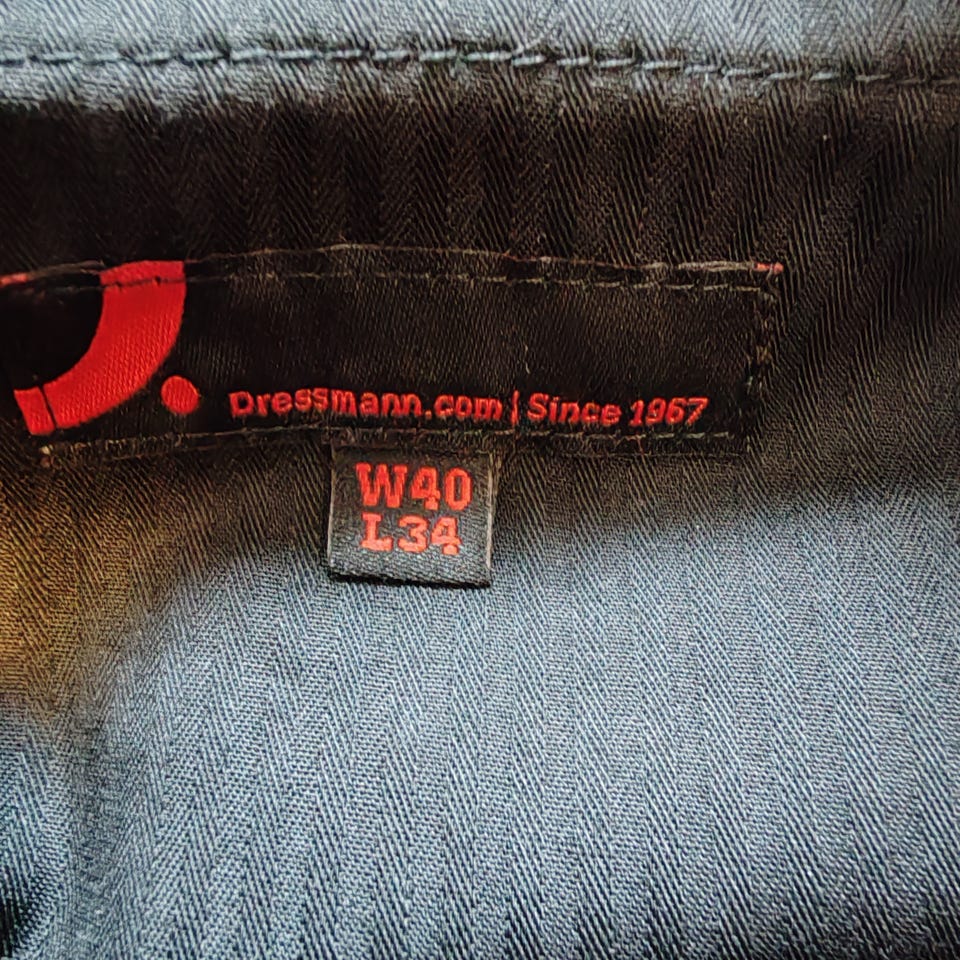 Dressmann.com | Since 1967
W40
L34